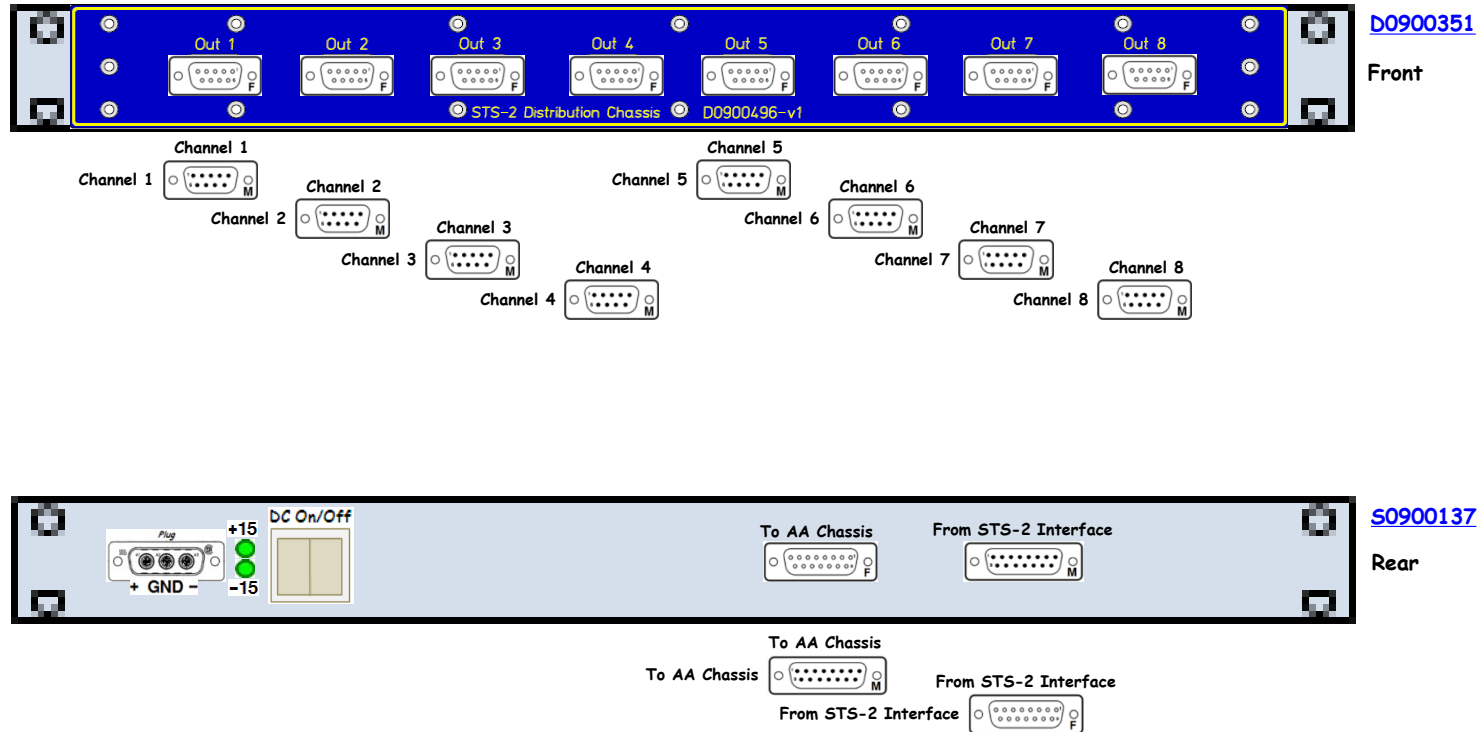 D0900351
Front
Out 1 Out 2 Out 3 Out 4 Out 5 Out 6 Out 7 Out 8
F F F F F F F F
STS-2 Distribution Chassis D0900496-v1
Channel 1
Channel 1
M
Channel 2
Channel 2
M
Channel 3
Channel 3
M
Channel 4
Channel 4
M
Channel 5
Channel 5
M
Channel 6
Channel 6
M
Channel 7
Channel 7
M
Channel 8
Channel 8
M
S0900137
Rear
Plug
+ GND -
+15
-15
DC On/Off
To AA Chassis
F
From STS-2 Interface
M
To AA Chassis
To AA Chassis
M
From STS-2 Interface
From STS-2 Interface
F